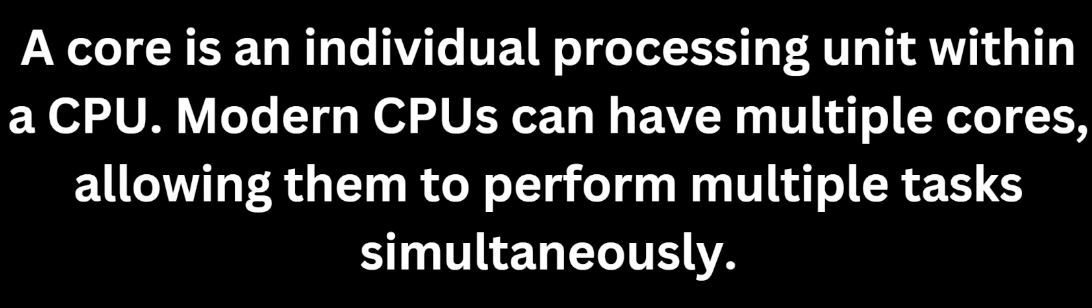 A core is an individual processing unit within
a CPU. Modern CPUs can have multiple cores,
allowing them to perform multiple tasks
simultaneously.